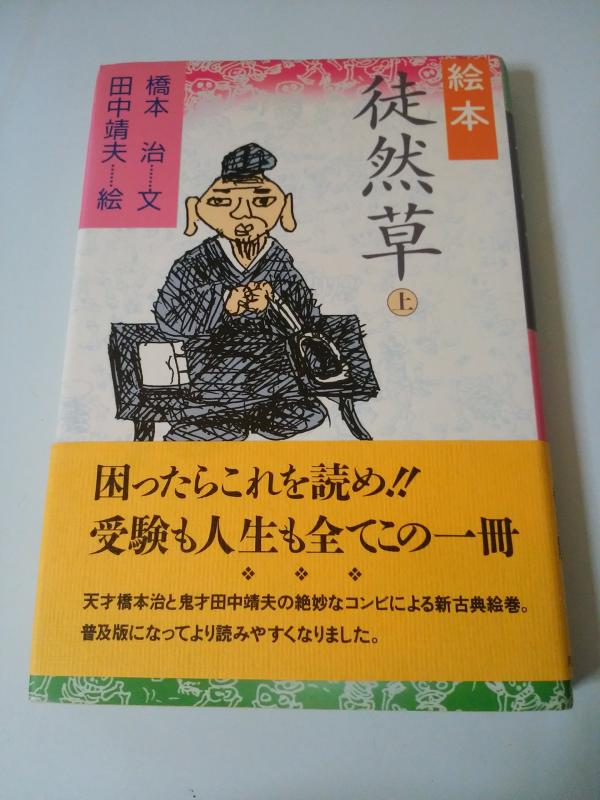 絵本
徒然草
上
橋本 治……文
田中靖夫……絵
困ったらこれを読め!!
受験も人生も全てこの一冊
天才橋本治と鬼才田中靖夫の絶妙なコンビによる新古典絵巻。
普及版になってより読みやすくなりました。